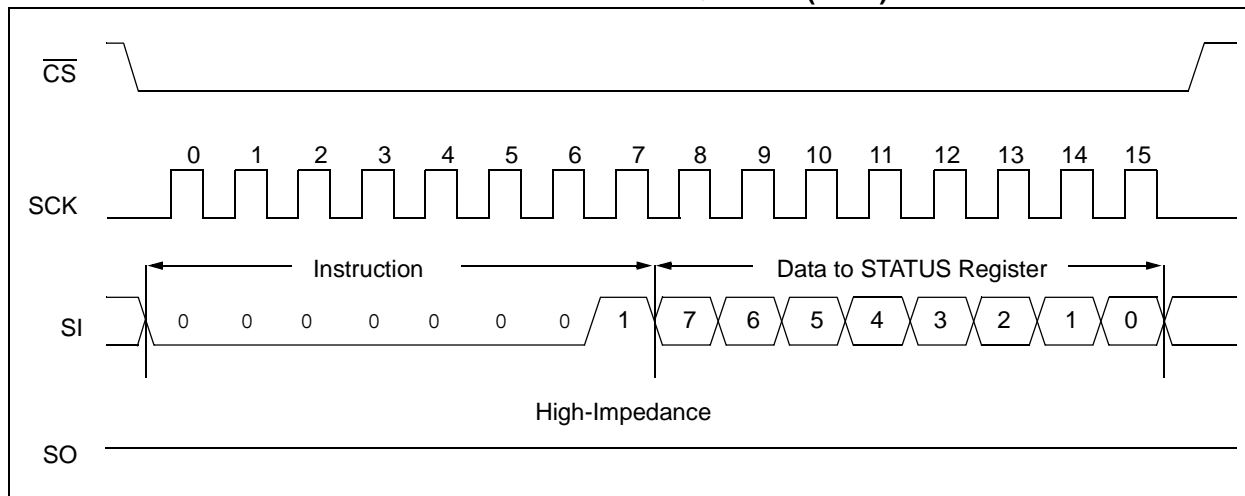 CS
0 1 2 3 4 5 6 7 8 9 10 11 12 13 14 15
SCK
Instruction Data to STATUS Register
SI 0 0 0 0 0 0 0 1 7 6 5 4 3 2 1 0
High-Impedance
SO